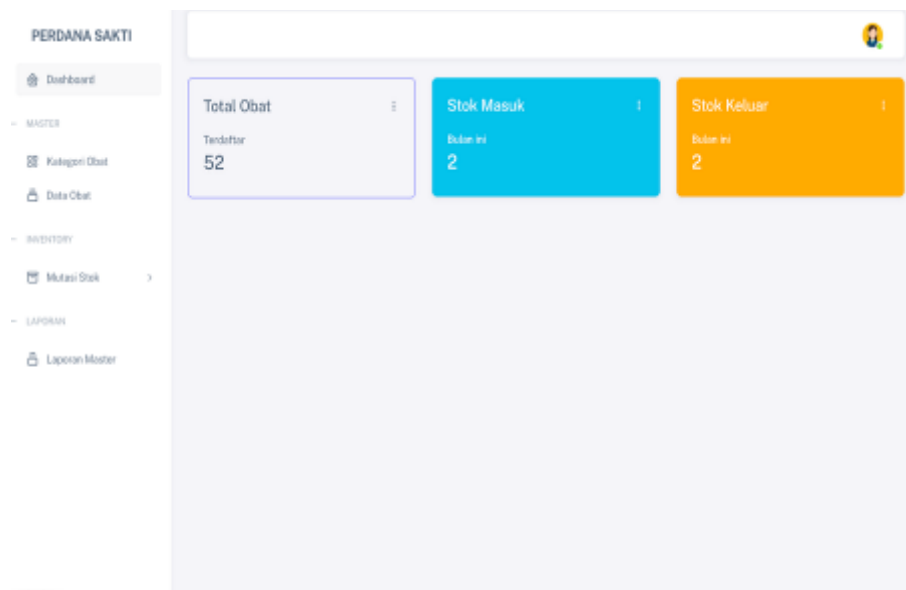 PERDANA SAKTI
Dashboard
MASTER
Kategori Obat
Data Obat
INVENTORY
Mutasi Stok
LAPORAN
Laporan Master
Total Obat
Terdaftar
52
Stok Masuk
Bulan ini
2
Stok Keluar
Bulan ini
2